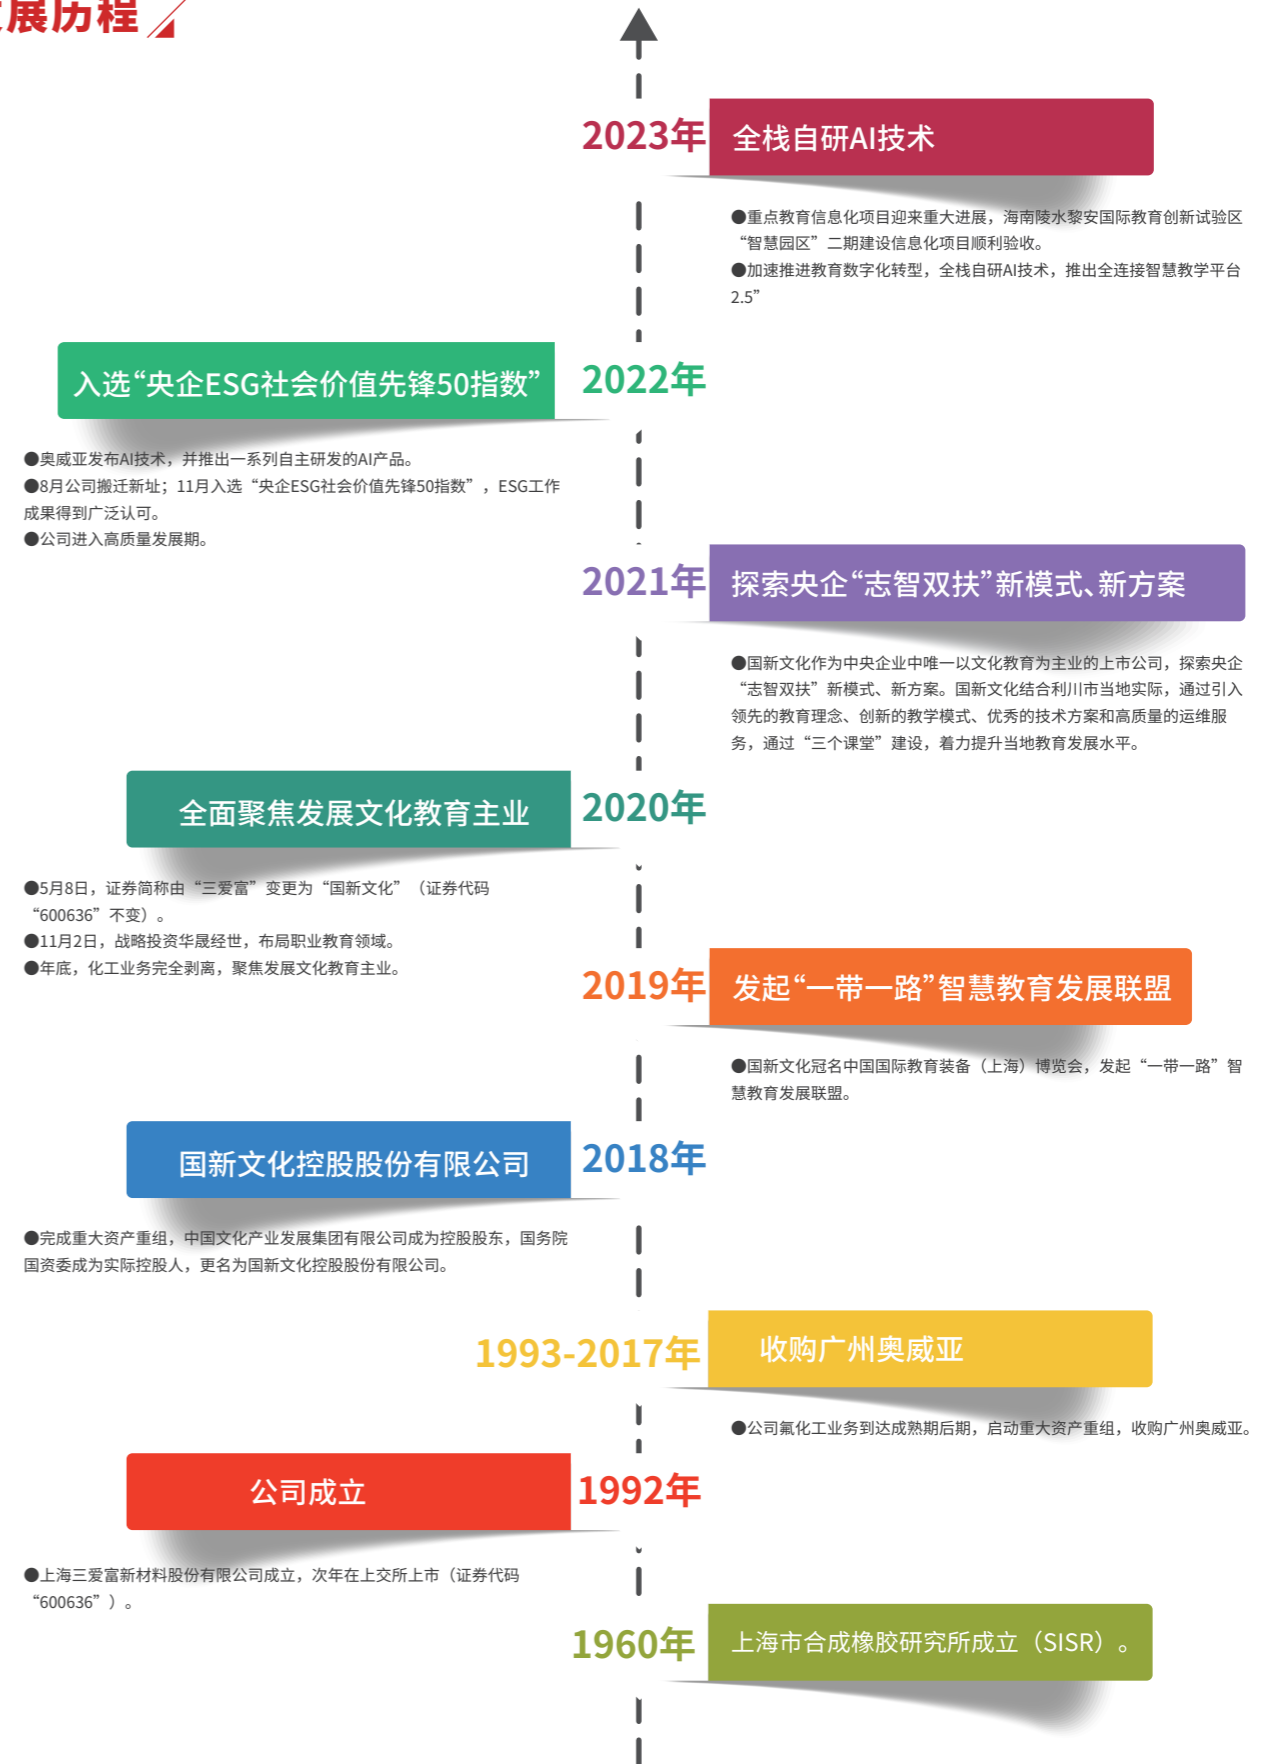 展历程
2023年
全栈自研AI技术
●重点教育信息化项目迎来重大进展，海南陵水黎安国际教育创新试验区
“智慧园区”二期建设信息化项目顺利验收。
●加速推进教育数字化转型，全栈自研AI技术，推出全连接智慧教学平台
2.5”
入选“央企ESG社会价值先锋50指数”
2022年
●奥威亚发布AI技术，并推出一系列自主研发的AI产品。
●8月公司搬迁新址；11月入选“央企ESG社会价值先锋50指数”，ESG工作
成果得到广泛认可。
●公司进入高质量发展期。
2021年
探索央企“志智双扶”新模式、新方案
●国新文化作为中央企业中唯一以文化教育为主业的上市公司，探索央企
“志智双扶”新模式、新方案。国新文化结合利川市当地实际，通过引入
领先的教育理念、创新的教学模式、优秀的技术方案和高质量的运维服
务，通过“三个课堂”建设，着力提升当地教育发展水平。
全面聚焦发展文化教育主业
2020年
●5月8日，证券简称由“三爱富”变更为“国新文化”（证券代码
“600636”不变）。
●11月2日，战略投资华晟经世，布局职业教育领域。
●年底，化工业务完全剥离，聚焦发展文化教育主业。
2019年
发起“一带一路”智慧教育发展联盟
●国新文化冠名中国国际教育装备（上海）博览会，发起“一带一路”智
慧教育发展联盟。
国新文化控股股份有限公司
2018年
●完成重大资产重组，中国文化产业发展集团有限公司成为控股股东，国务院
国资委成为实际控股人，更名为国新文化控股股份有限公司。
1993-2017年
收购广州奥威亚
●公司氟化工业务到达成熟期后期，启动重大资产重组，收购广州奥威亚。
公司成立
1992年
●上海三爱富新材料股份有限公司成立，次年在上交所上市（证券代码
“600636”）。
1960年
上海市合成橡胶研究所成立（SISR）。